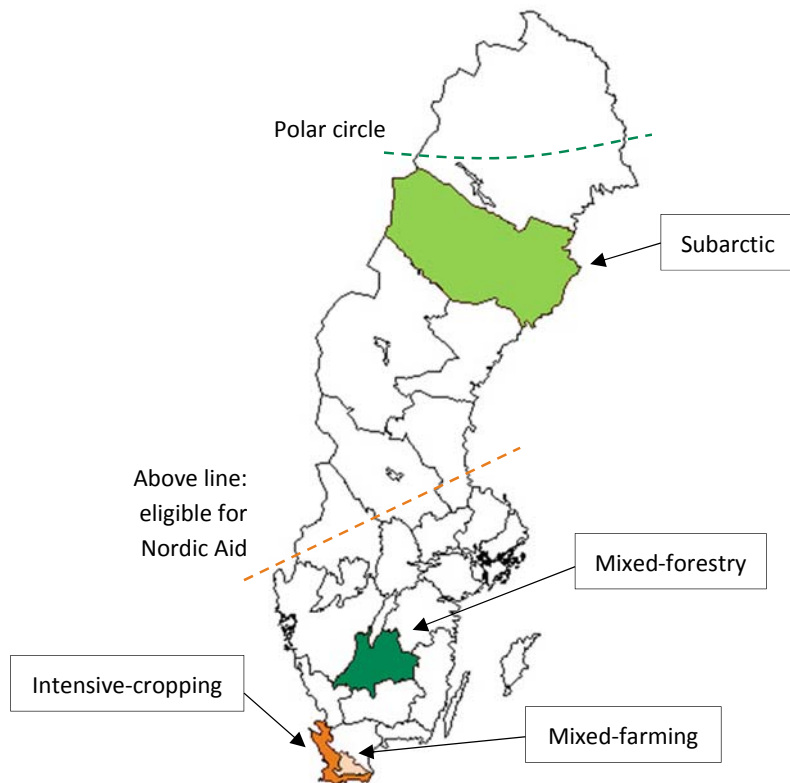 Polar circle
Subarctic
Above line:
eligible for
Nordic Aid
Mixed-forestry
Intensive-cropping
Mixed-farming